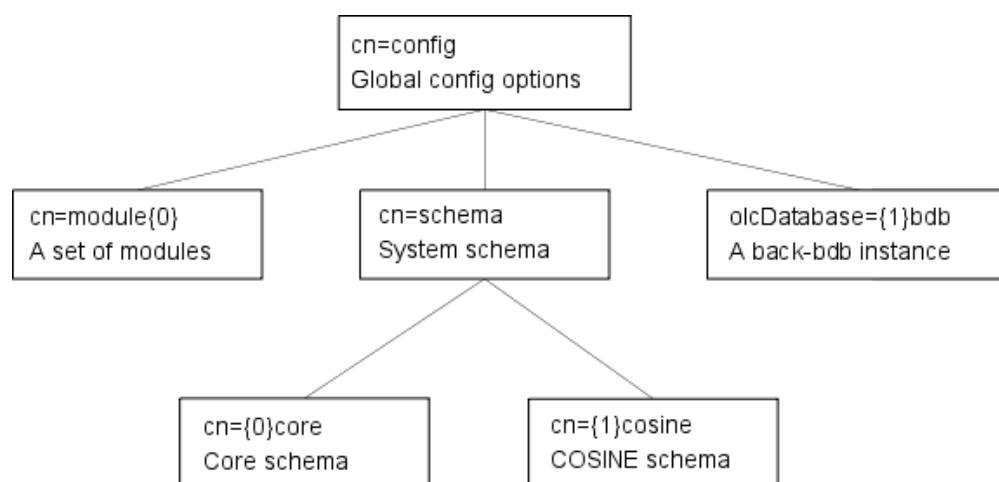 cn=config
Global config options
cn=module{0}
A set of modules
cn=schema
System schema
olcDatabase={1}bdb
A back-bdb instance
cn={0}core
Core schema
cn={1}cosine
COSINE schema